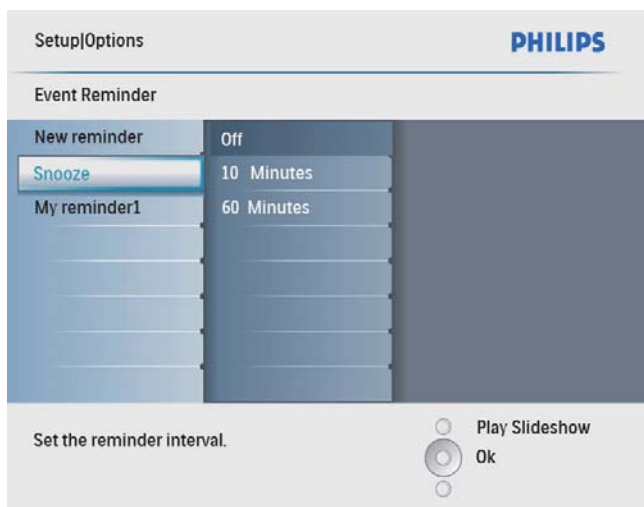 Setup|Options
PHILIPS
Event Reminder
New reminder
Off
Snooze
10 Minutes
My reminder1
60 Minutes
Set the reminder interval.
Play Slideshow
Ok